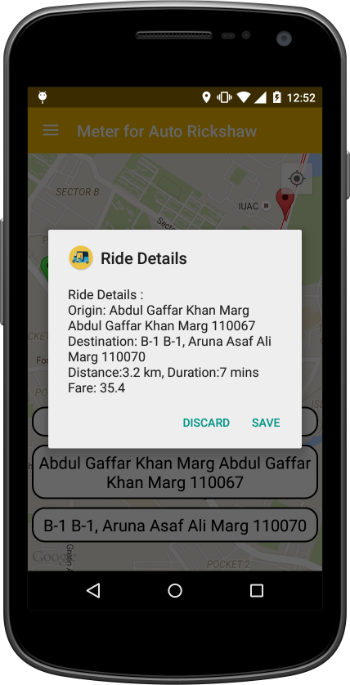 12:52
Meter for Auto Rickshaw
SECTOR B
IUAC
Ride Details
Ride Details :
Origin: Abdul Gaffar Khan Marg
Abdul Gaffar Khan Marg 110067
Destination: B-1 B-1, Aruna Asaf Ali
Marg 110070
Distance:3.2 km, Duration:7 mins
Fare: 35.4
DISCARD SAVE
Abdul Gaffar Khan Marg Abdul Gaffar
Khan Marg 110067
B-1 B-1, Aruna Asaf Ali Marg 110070
Google
Green
POCKET 2